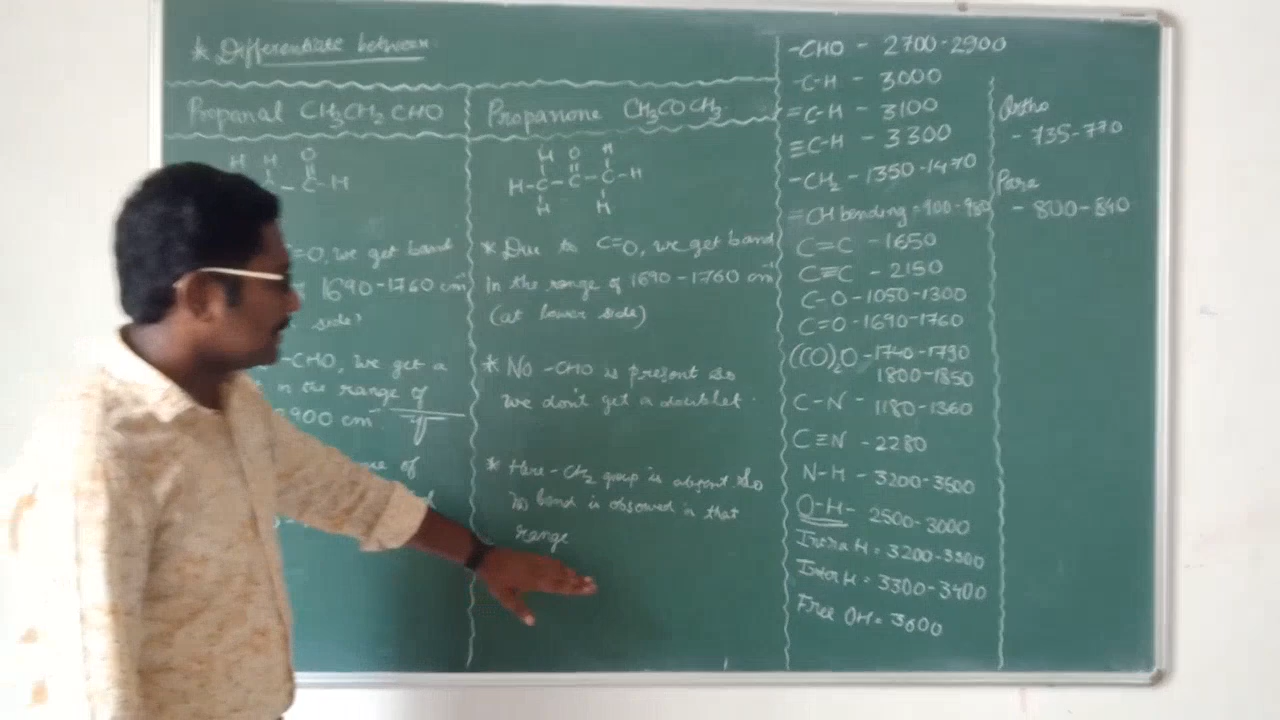 * Differentiate between:
Propanal CH3CH2CHO
H H O
C-H
=O, we get band
1690-1760 cm-1
side?
-CHO, we get a
in the range of
2900 cm-1
of
Propanone CH3COCH3.
H O H
H-C-C-C-H
H H
* Due to C=O, we get band
In the range of 1690-1760 cm-1
(at lower side)
* No -CHO is present so
we don't get a doublet.
* Here -CH2 group is absent so
no band is observed in that
range
-CHO - 2700-2900
-C-H - 3000
=C-H - 3100
≡C-H - 3300
-CH2 - 1350-1470
=CH bending = 900-980
C=C - 1650
C≡C - 2150
C-O - 1050-1300
C=O - 1690-1760
((CO)2O - 1740-1790
1800-1850
C-N - 1180-1360
C≡N - 2280
N-H - 3200-3500
O-H - 2500-3000
Intra H = 3200-3500
Inter H = 3300-3400
Free OH = 3600
Ortho
- 735-770
Para
- 800-840